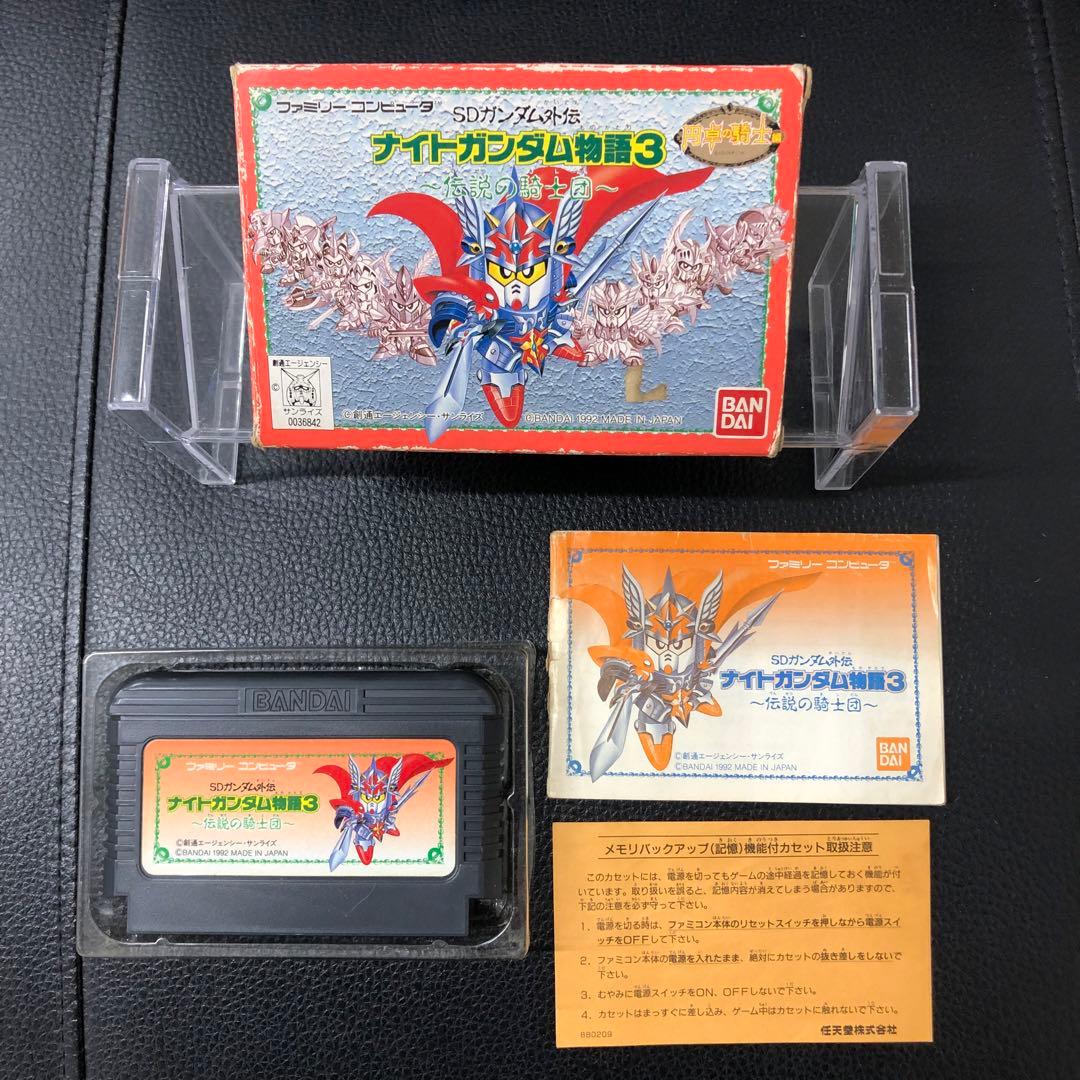 ファミリー コンピュータ™
SDガンダム外伝
ナイトガンダム物語3
〜伝説の騎士団〜
円卓の騎士編
創通エージェンシー
©
サンライズ
0036842
©創通エージェンシー・サンライズ
©BANDAI 1992 MADE IN JAPAN
BAN
DAI
ファミリー コンピュータ
SDガンダム外伝
ナイトガンダム物語3
〜伝説の騎士団〜
©創通エージェンシー・サンライズ
©BANDAI 1992 MADE IN JAPAN
BAN
DAI
BANDAI
ファミリー コンピュータ
SDガンダム外伝
ナイトガンダム物語3
〜伝説の騎士団〜
©創通エージェンシー・サンライズ
©BANDAI 1992 MADE IN JAPAN
メモリバックアップ(記憶)機能付カセット取扱注意
このカセットには、電源を切ってもゲームの途中経過を記憶しておく機能が付
いています。取り扱いを誤ると、記憶内容が消えてしまう場合がありますので、
下記の注意を必ず守って下さい。
1. 電源を切る時は、ファミコン本体のリセットスイッチを押しながら電源スイ
ッチをOFFして下さい。
2. ファミコン本体の電源を入れたまま、絶対にカセットの抜き差しをしないで
下さい。
3. むやみに電源スイッチをON、OFFしないで下さい。
4. カセットはまっすぐに差し込み、ゲーム中はカセットに触れないで下さい。
880209
任天堂株式会社